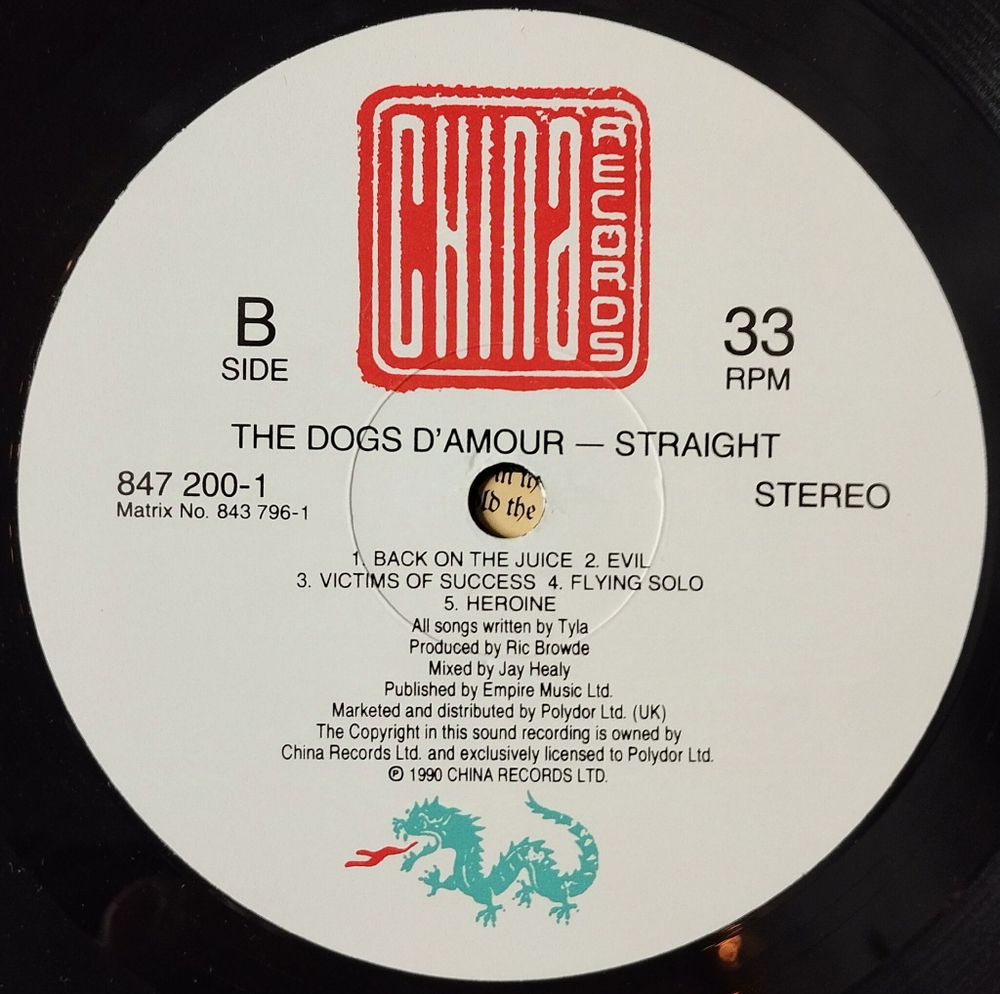 CHINA
RECORDS
B
SIDE
33
RPM
THE DOGS D'AMOUR — STRAIGHT
847 200-1
Matrix No. 843 796-1
STEREO
ld the
1. BACK ON THE JUICE 2. EVIL
3. VICTIMS OF SUCCESS 4. FLYING SOLO
5. HEROINE
All songs written by Tyla
Produced by Ric Browde
Mixed by Jay Healy
Published by Empire Music Ltd.
Marketed and distributed by Polydor Ltd. (UK)
The Copyright in this sound recording is owned by
China Records Ltd. and exclusively licensed to Polydor Ltd.
℗ 1990 CHINA RECORDS LTD.